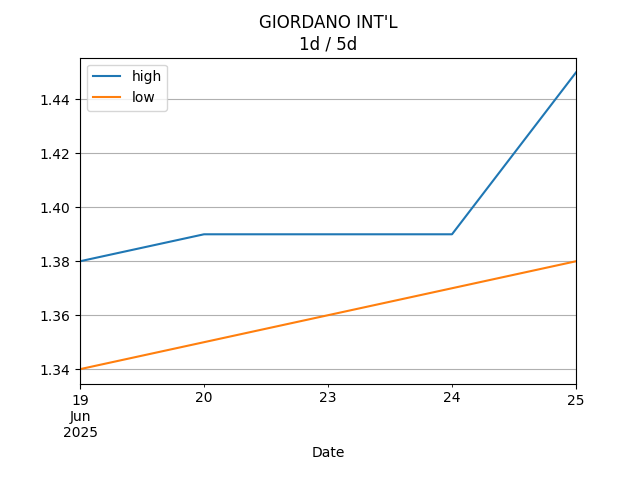 GIORDANO INT'L
1d / 5d
high
low
1.44
1.42
1.40
1.38
1.36
1.34
19 20 23 24 25
Jun
2025
Date